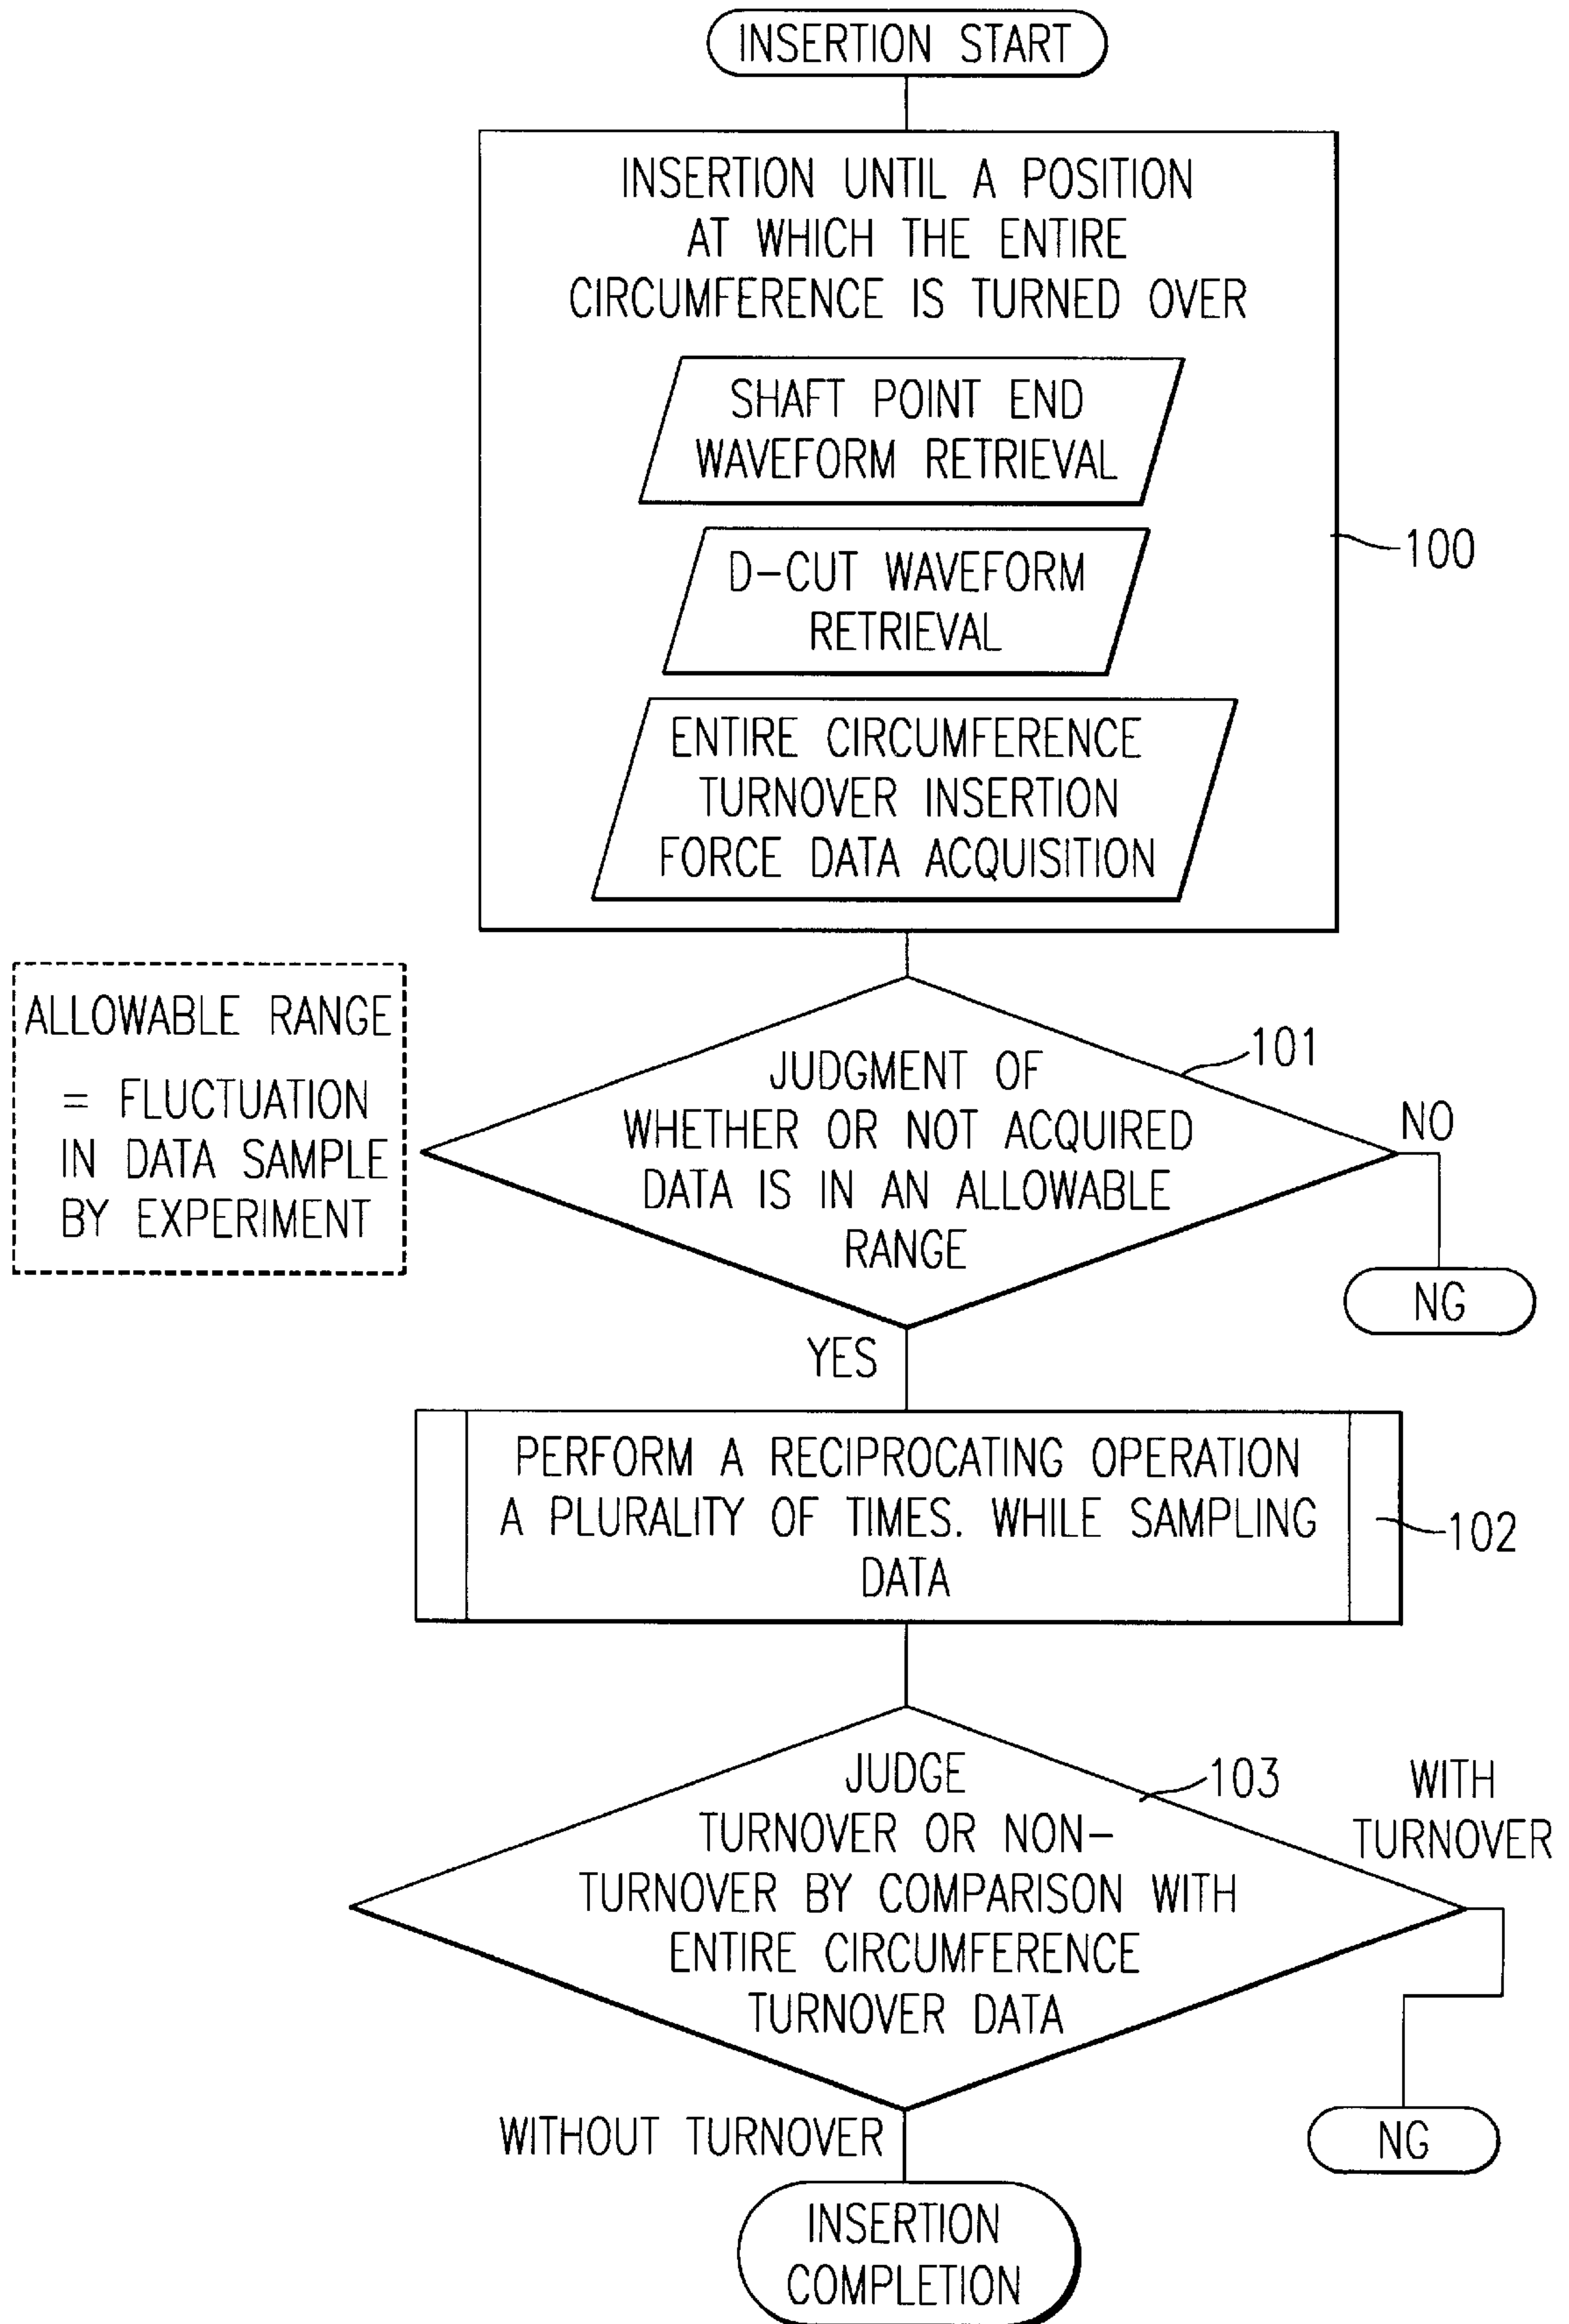 INSERTION START
INSERTION UNTIL A POSITION
AT WHICH THE ENTIRE
CIRCUMFERENCE IS TURNED OVER
SHAFT POINT END
WAVEFORM RETRIEVAL
D-CUT WAVEFORM
RETRIEVAL
100
ENTIRE CIRCUMFERENCE
TURNOVER INSERTION
FORCE DATA ACQUISITION
ALLOWABLE RANGE
= FLUCTUATION
IN DATA SAMPLE
BY EXPERIMENT
101
JUDGMENT OF
WHETHER OR NOT ACQUIRED
DATA IS IN AN ALLOWABLE
RANGE
NO
NG
YES
PERFORM A RECIPROCATING OPERATION
A PLURALITY OF TIMES. WHILE SAMPLING
DATA
102
JUDGE
TURNOVER OR NON-
TURNOVER BY COMPARISON WITH
ENTIRE CIRCUMFERENCE
TURNOVER DATA
103
WITH
TURNOVER
NG
WITHOUT TURNOVER
INSERTION
COMPLETION